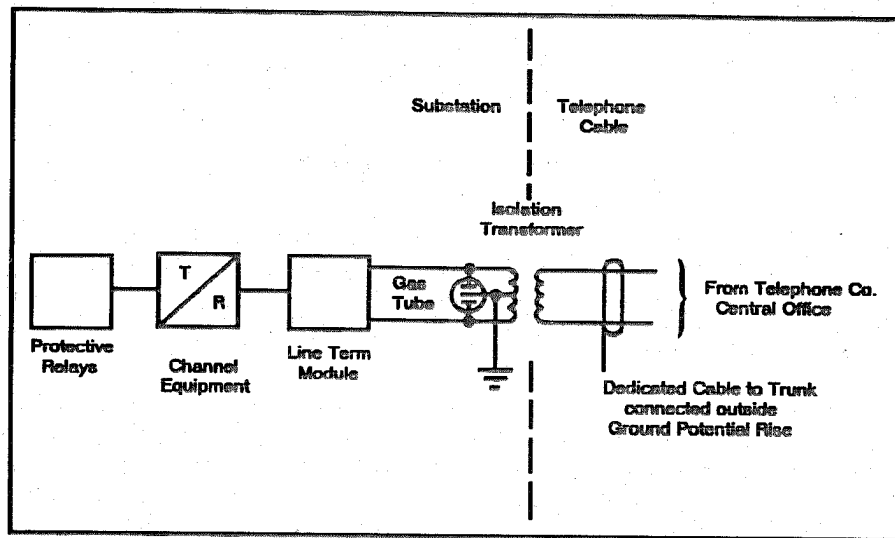 Substation
Telephone
Cable
Isolation
Transformer
T
R
Gas
Tube
From Telephone Co.
Central Office
Protective
Relays
Channel
Equipment
Line Term
Module
Dedicated Cable to Trunk
connected outside
Ground Potential Rise